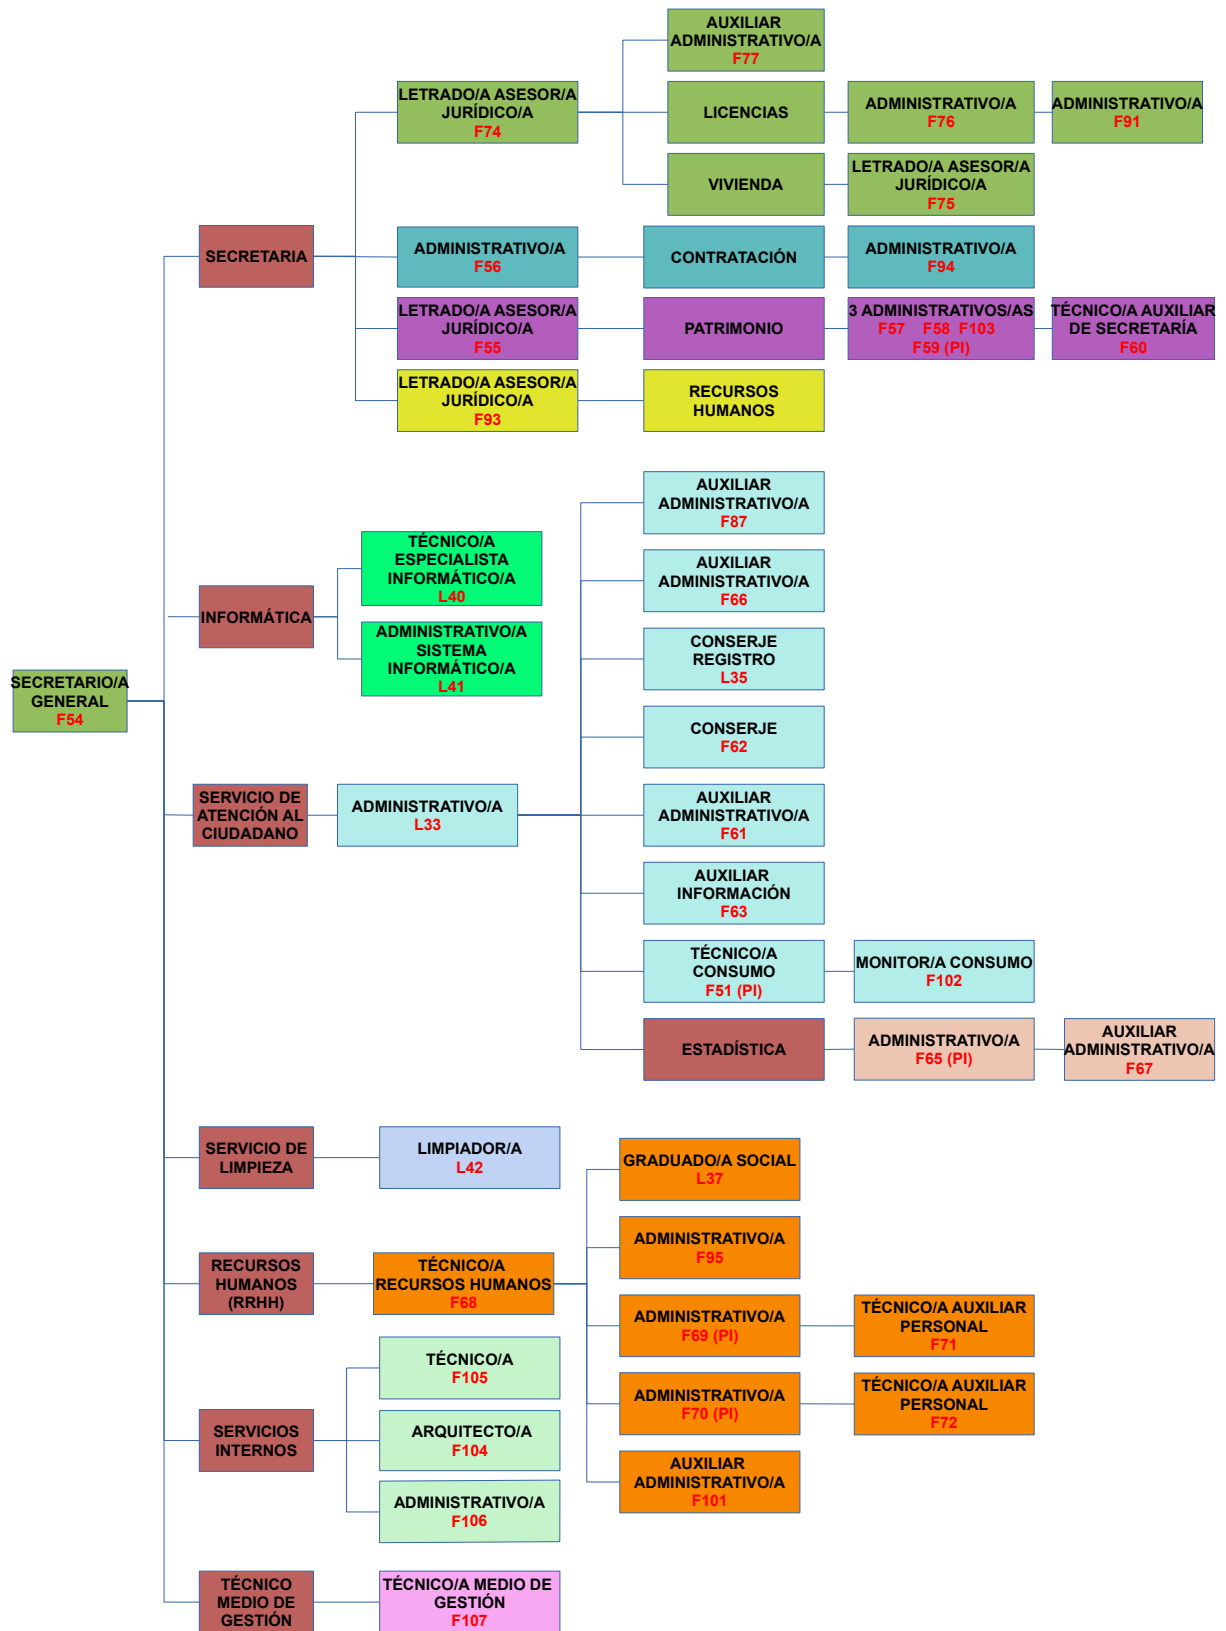 SECRETARIO/A
GENERAL
F54
SECRETARIA
LETRADO/A ASESOR/A
JURÍDICO/A
F74
AUXILIAR
ADMINISTRATIVO/A
F77
LICENCIAS
ADMINISTRATIVO/A
F76
ADMINISTRATIVO/A
F91
VIVIENDA
LETRADO/A ASESOR/A
JURÍDICO/A
F75
ADMINISTRATIVO/A
F56
CONTRATACIÓN
ADMINISTRATIVO/A
F94
LETRADO/A ASESOR/A
JURÍDICO/A
F55
PATRIMONIO
3 ADMINISTRATIVOS/AS
F57 F58 F103
F59 (PI)
TÉCNICO/A AUXILIAR
DE SECRETARÍA
F60
LETRADO/A ASESOR/A
JURÍDICO/A
F93
RECURSOS
HUMANOS
INFORMÁTICA
TÉCNICO/A
ESPECIALISTA
INFORMÁTICO/A
L40
ADMINISTRATIVO/A
SISTEMA
INFORMÁTICO/A
L41
SERVICIO DE
ATENCIÓN AL
CIUDADANO
ADMINISTRATIVO/A
L33
AUXILIAR
ADMINISTRATIVO/A
F87
AUXILIAR
ADMINISTRATIVO/A
F66
CONSERJE
REGISTRO
L35
CONSERJE
F62
AUXILIAR
ADMINISTRATIVO/A
F61
AUXILIAR
INFORMACIÓN
F63
TÉCNICO/A
CONSUMO
F51 (PI)
MONITOR/A CONSUMO
F102
ESTADÍSTICA
ADMINISTRATIVO/A
F65 (PI)
AUXILIAR
ADMINISTRATIVO/A
F67
SERVICIO DE
LIMPIEZA
LIMPIADOR/A
L42
RECURSOS
HUMANOS
(RRHH)
TÉCNICO/A
RECURSOS HUMANOS
F68
GRADUADO/A SOCIAL
L37
ADMINISTRATIVO/A
F95
ADMINISTRATIVO/A
F69 (PI)
TÉCNICO/A AUXILIAR
PERSONAL
F71
ADMINISTRATIVO/A
F70 (PI)
TÉCNICO/A AUXILIAR
PERSONAL
F72
AUXILIAR
ADMINISTRATIVO/A
F101
SERVICIOS
INTERNOS
TÉCNICO/A
F105
ARQUITECTO/A
F104
ADMINISTRATIVO/A
F106
TÉCNICO
MEDIO DE
GESTIÓN
TÉCNICO/A MEDIO DE
GESTIÓN
F107